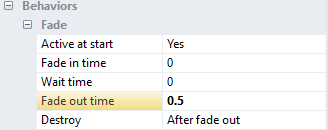 Behaviors
Fade
Active at start Yes
Fade in time 0
Wait time 0
Fade out time 0.5
Destroy After fade out